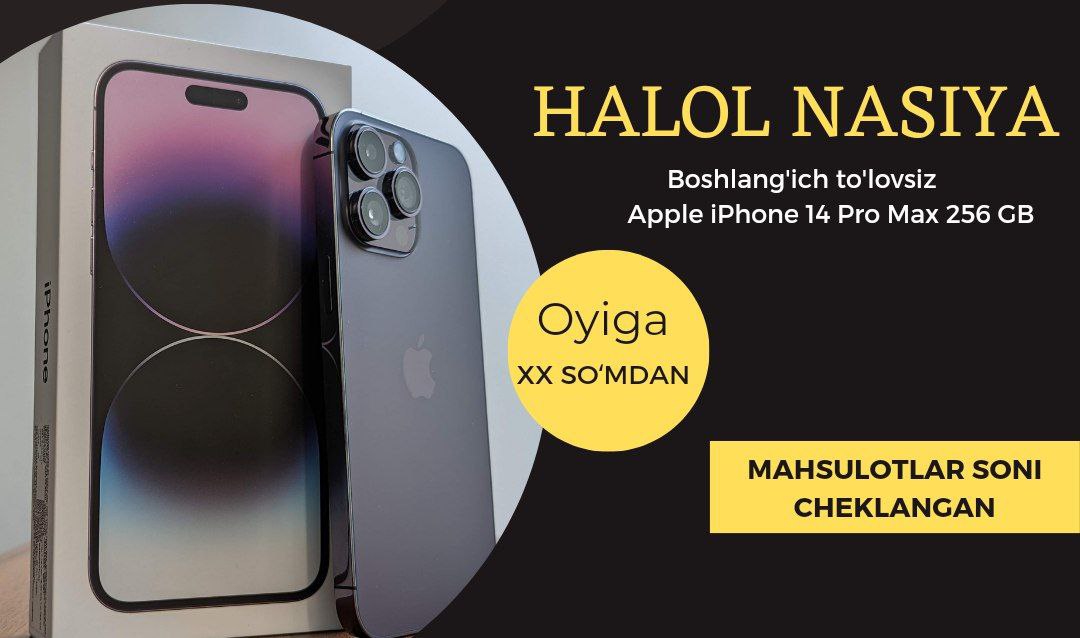 HALOL NASIYA
Boshlang'ich to'lovsiz
Apple iPhone 14 Pro Max 256 GB
Oyiga
XX SO‘MDAN
MAHSULOTLAR SONI
CHEKLANGAN
iPhone